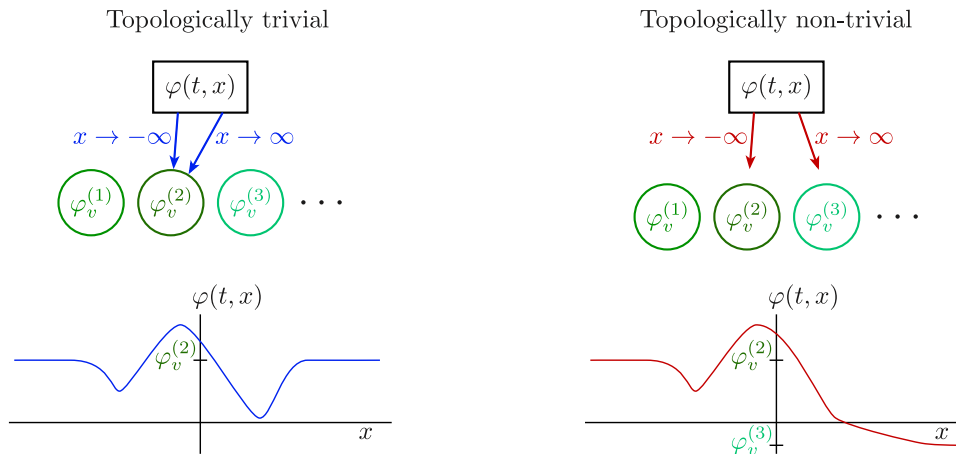 Topologically trivial
φ(t, x)
x → −∞ x → ∞
φ_v^(1) φ_v^(2) φ_v^(3) ···
φ(t, x)
φ_v^(2)
x
Topologically non-trivial
φ(t, x)
x → −∞ x → ∞
φ_v^(1) φ_v^(2) φ_v^(3) ···
φ(t, x)
φ_v^(2)
x
φ_v^(3)